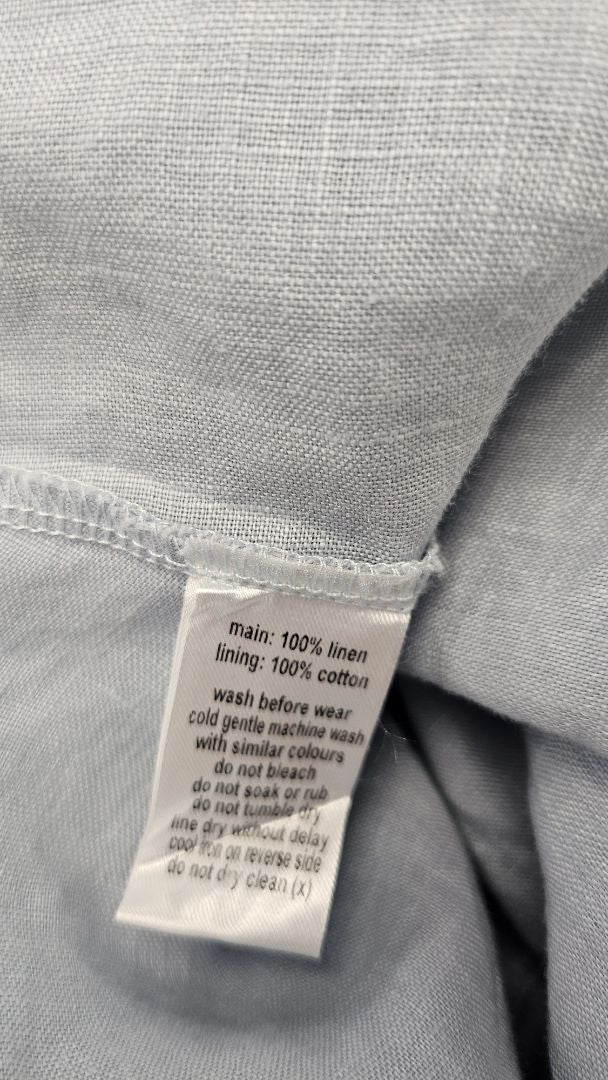 main: 100% linen
lining: 100% cotton
wash before wear
cold gentle machine wash
with similar colours
do not bleach
do not soak or rub
do not tumble dry
line dry without delay
cool iron on reverse side
do not dry clean (x)